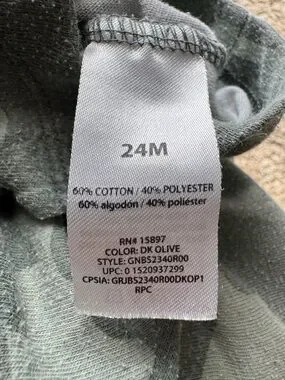 24M
60% COTTON / 40% POLYESTER
60% algodón / 40% poliéster
RN# 15897
COLOR: DK OLIVE
STYLE: GNBS2340R00
UPC: 0 1520937299
CPSIA: GRJBS2340R00DKOP1
RPC